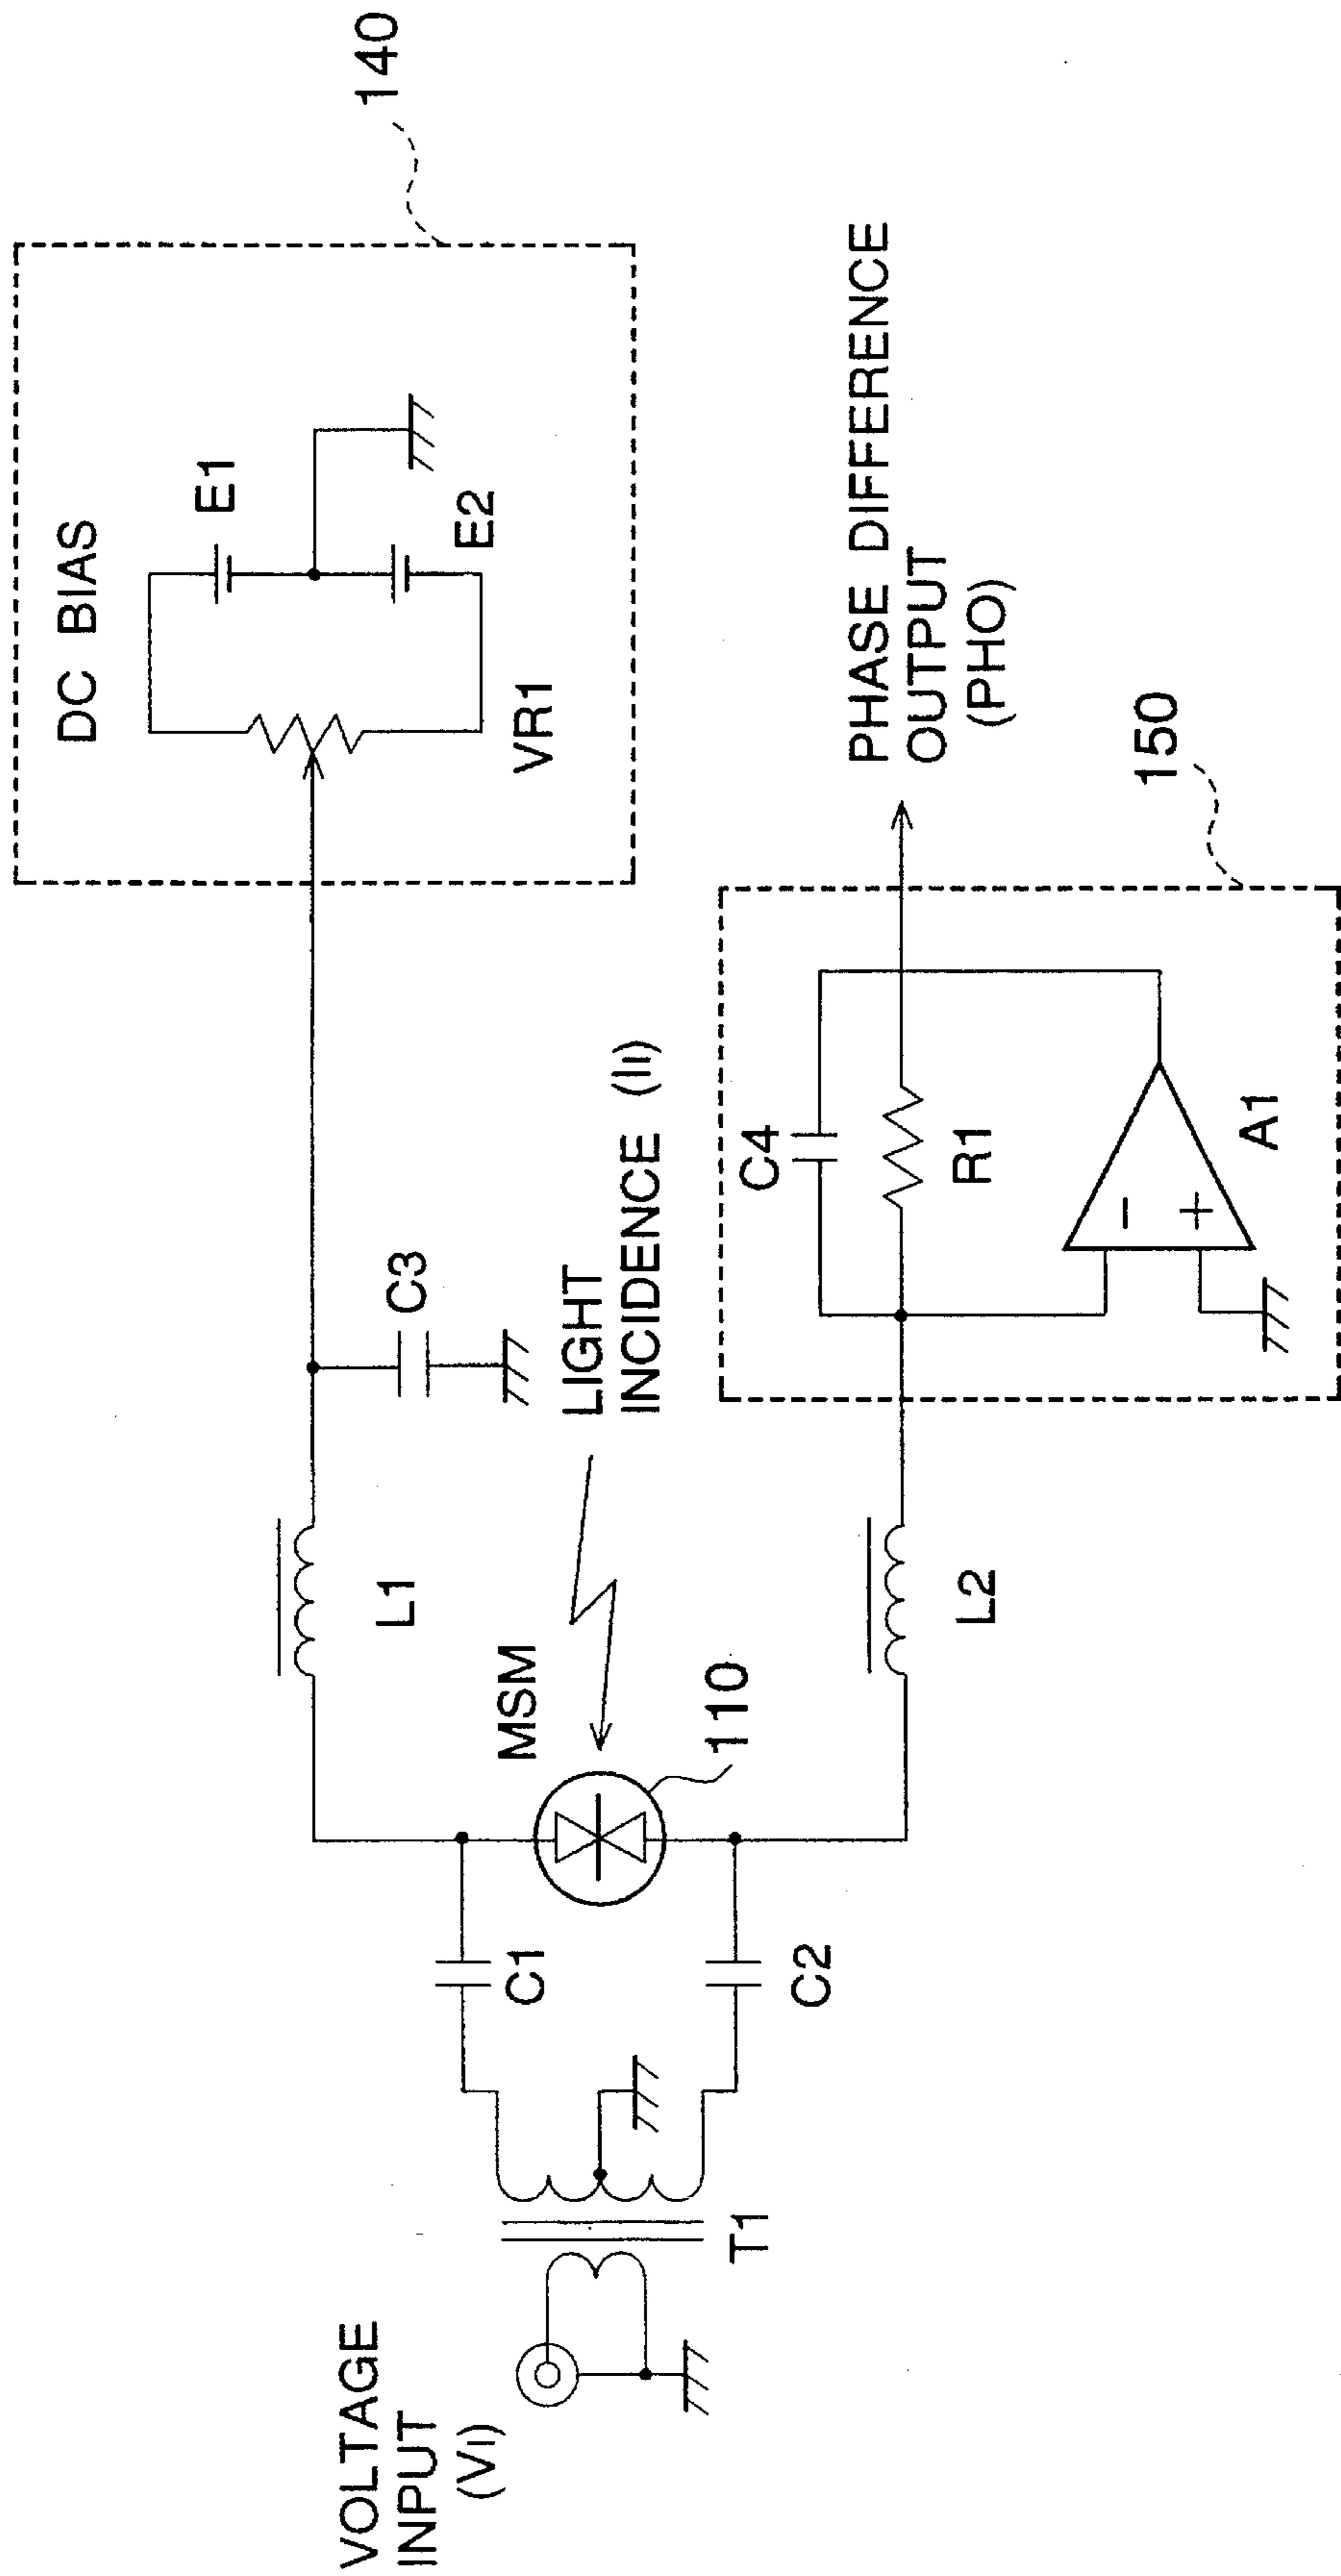 VOLTAGE
INPUT
(VI)
T1
C1
C2
MSM
110
L1
L2
LIGHT
INCIDENCE (II)
C3
DC BIAS
E1
E2
VR1
140
C4
R1
A1
−
+
150
PHASE DIFFERENCE
OUTPUT
(PHO)